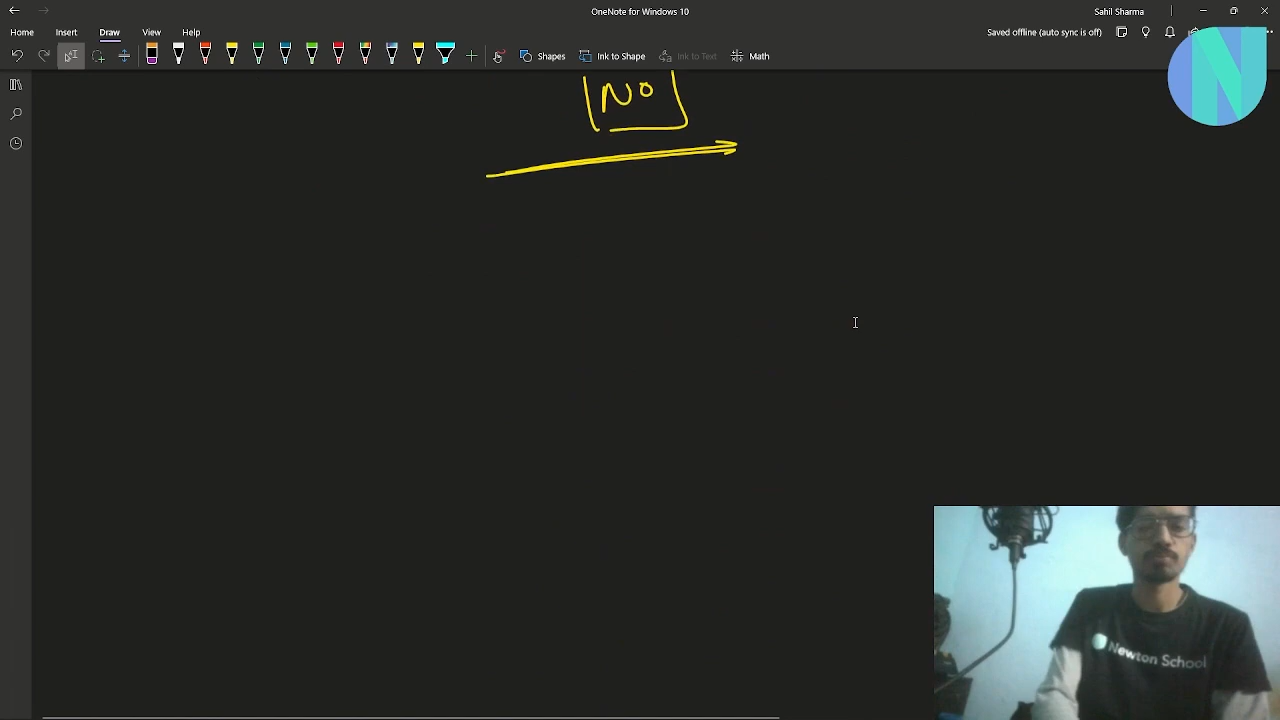 OneNote for Windows 10
Sahil Sharma
Home Insert Draw View Help
Saved offline (auto sync is off)
Shapes Ink to Shape Ink to Text Math
No
Newton School